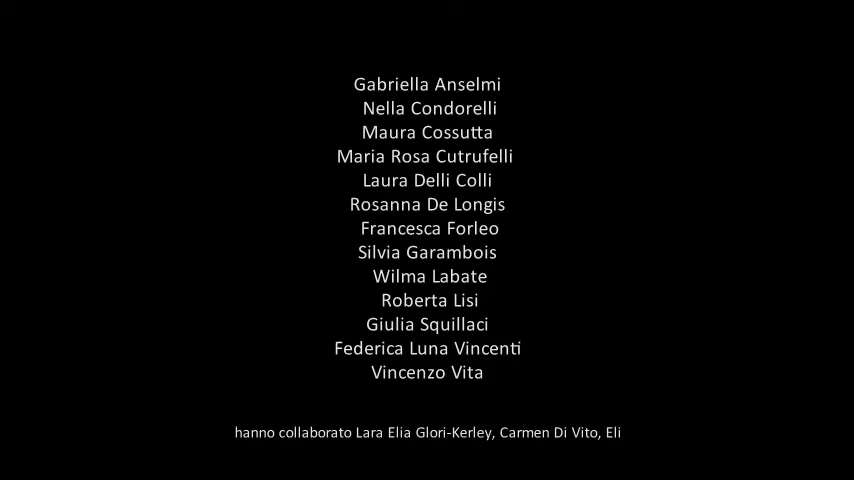 Gabriella Anselmi
Nella Condorelli
Maura Cossutta
Maria Rosa Cutrufelli
Laura Delli Colli
Rosanna De Longis
Francesca Forleo
Silvia Garambois
Wilma Labate
Roberta Lisi
Giulia Squillaci
Federica Luna Vincenti
Vincenzo Vita
hanno collaborato Lara Elia Glori-Kerley, Carmen Di Vito, Eli